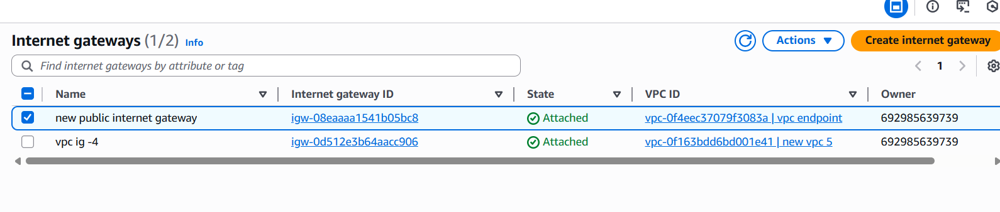 Internet gateways (1/2) Info
Actions
Create internet gateway
Find internet gateways by attribute or tag
1
Name Internet gateway ID State VPC ID Owner
new public internet gateway igw-08eaaaa1541b05bc8 Attached vpc-0f4eec37079f3083a | vpc endpoint 692985639739
vpc ig -4 igw-0d512e3b64aacc906 Attached vpc-0f163bdd6bd001e41 | new vpc 5 692985639739